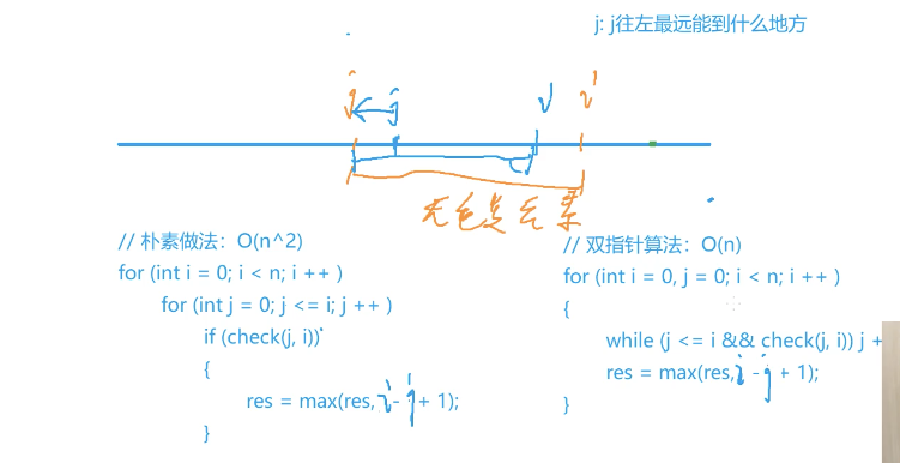 j: j往左最远能到什么地方
j j i i'
无重复元素
// 朴素做法：O(n^2)
for (int i = 0; i < n; i ++ )
for (int j = 0; j <= i; j ++ )
if (check(j, i))
{
res = max(res, i - j + 1);
}
// 双指针算法：O(n)
for (int i = 0, j = 0; i < n; i ++ )
{
while (j <= i && check(j, i)) j +
res = max(res, i - j + 1);
}